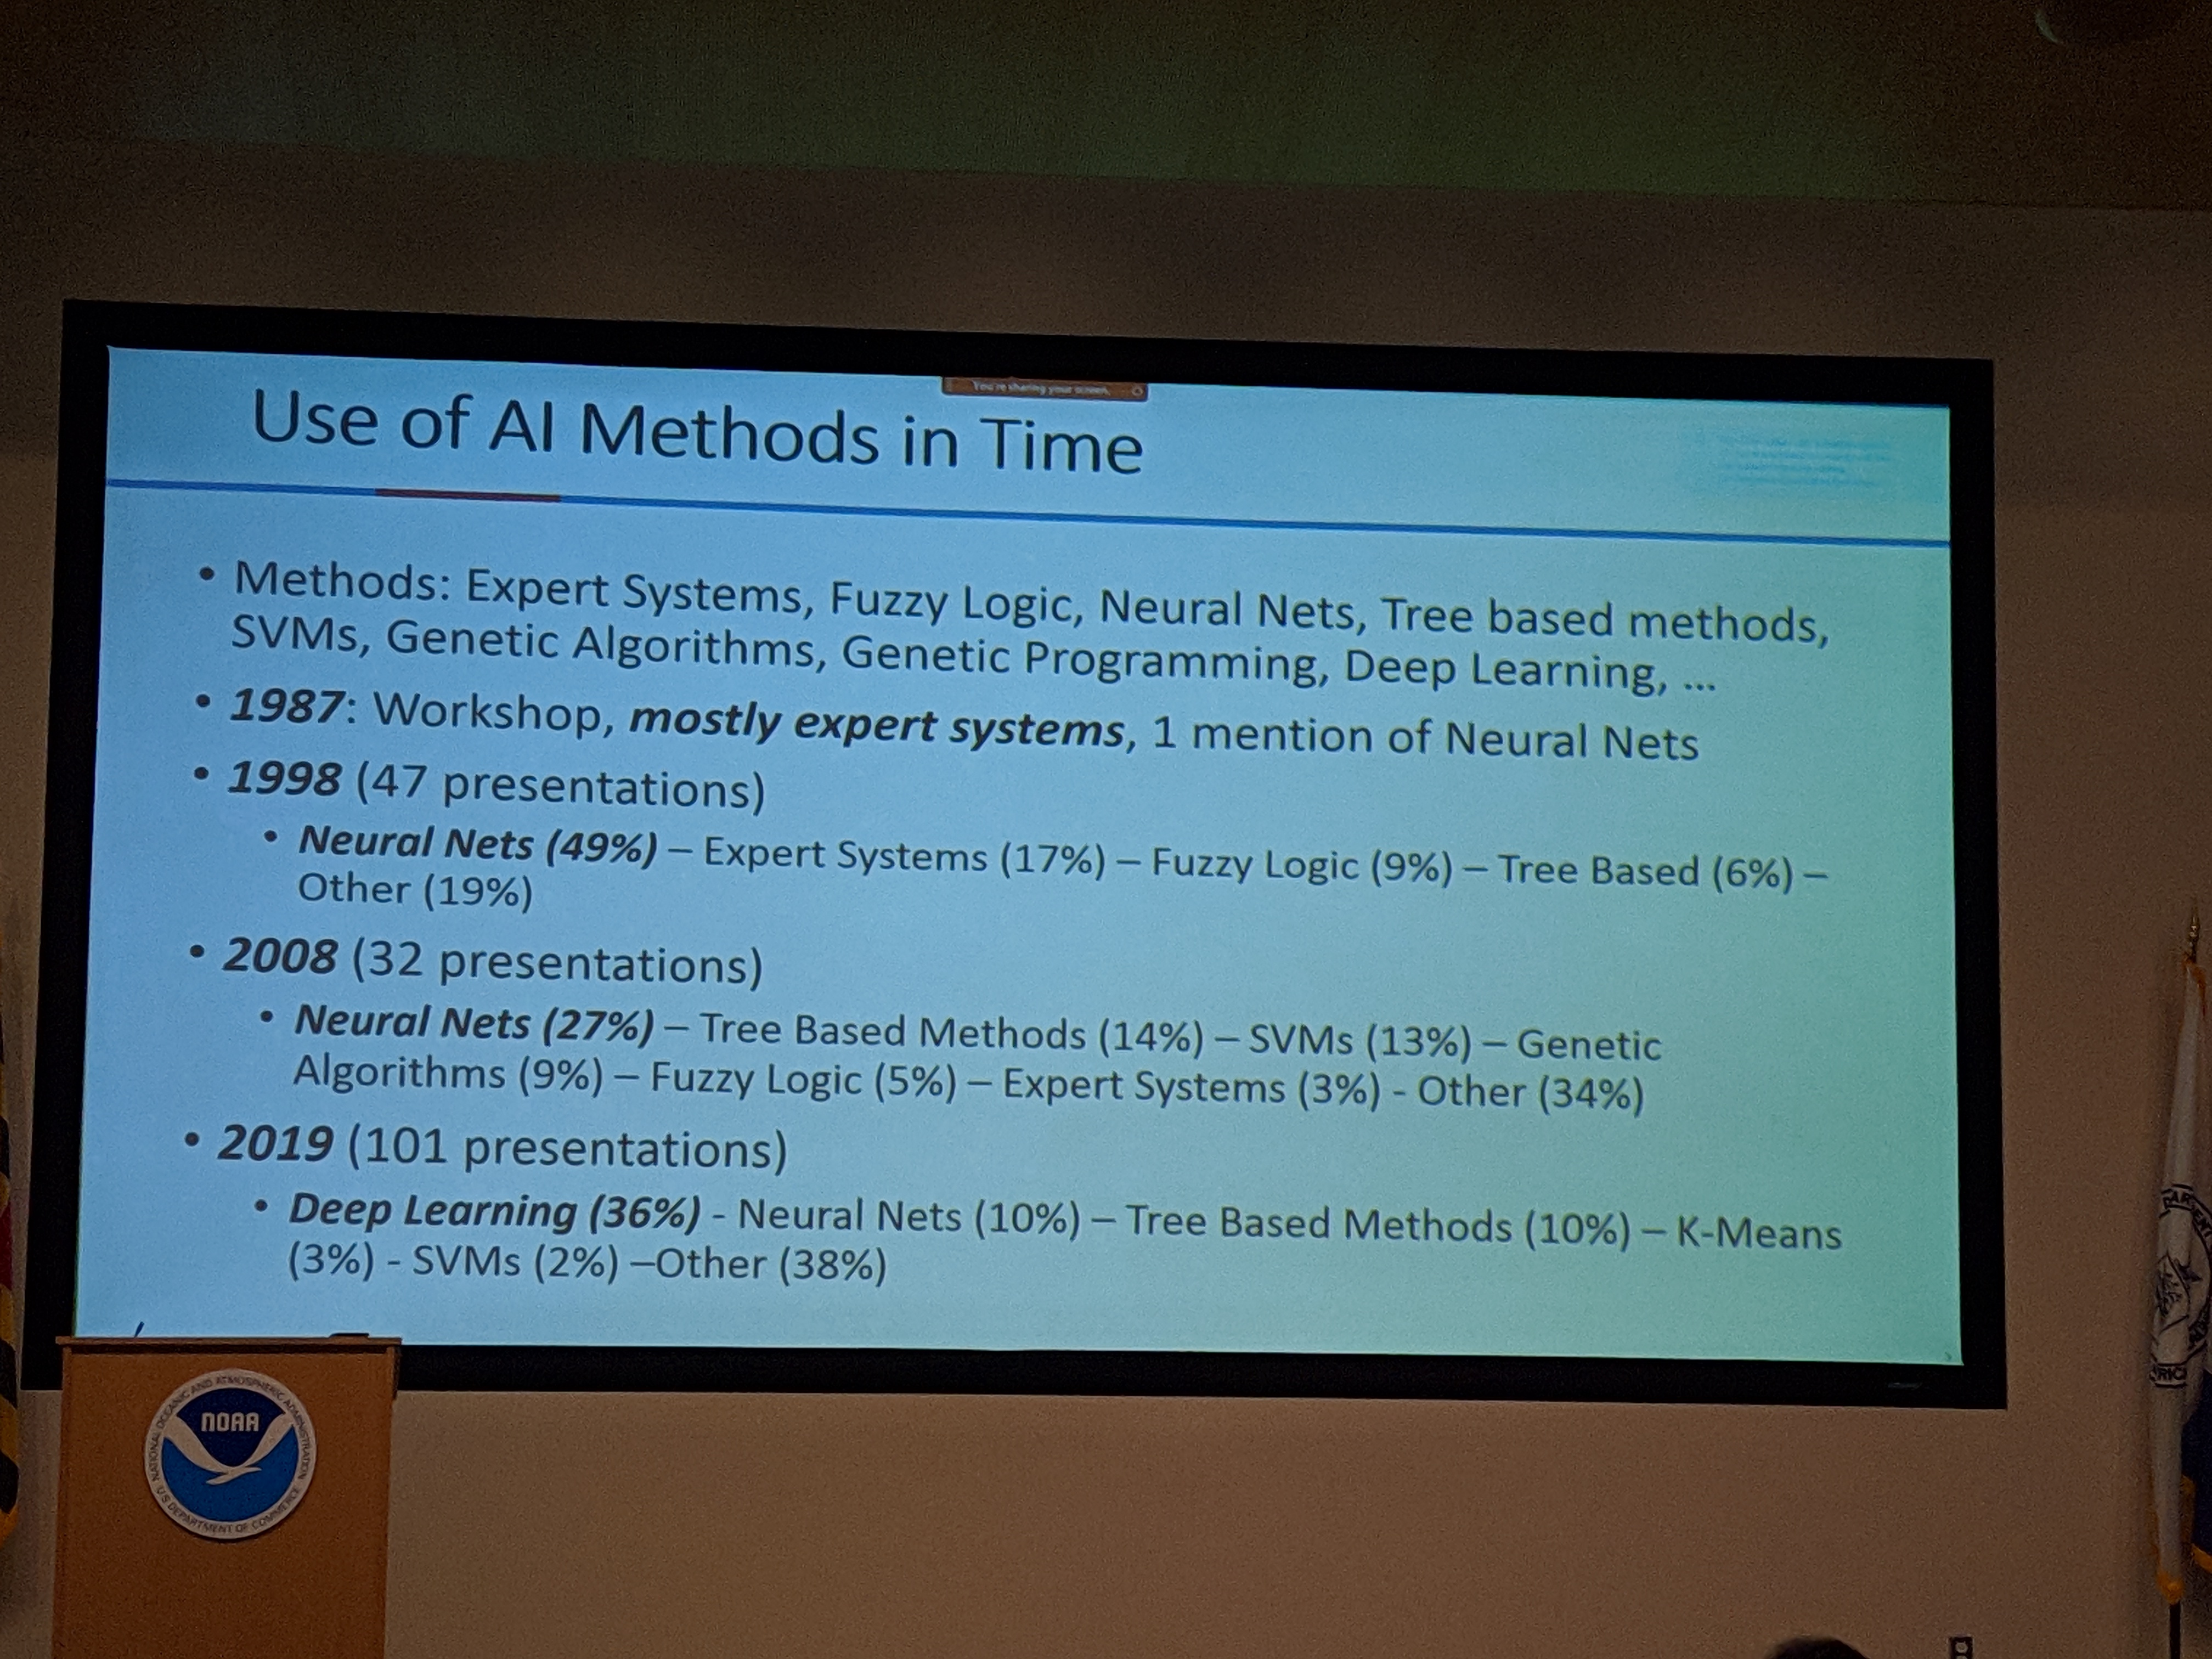 You're sharing your screen
Use of AI Methods in Time
• Methods: Expert Systems, Fuzzy Logic, Neural Nets, Tree based methods,
SVMs, Genetic Algorithms, Genetic Programming, Deep Learning, ...
• 1987: Workshop, mostly expert systems, 1 mention of Neural Nets
• 1998 (47 presentations)
• Neural Nets (49%) – Expert Systems (17%) – Fuzzy Logic (9%) – Tree Based (6%) –
Other (19%)
• 2008 (32 presentations)
• Neural Nets (27%) – Tree Based Methods (14%) – SVMs (13%) – Genetic
Algorithms (9%) – Fuzzy Logic (5%) – Expert Systems (3%) - Other (34%)
• 2019 (101 presentations)
• Deep Learning (36%) - Neural Nets (10%) – Tree Based Methods (10%) – K-Means
(3%) - SVMs (2%) –Other (38%)
NATIONAL OCEANIC AND ATMOSPHERIC ADMINISTRATION
NOAA
U.S. DEPARTMENT OF COMMERCE